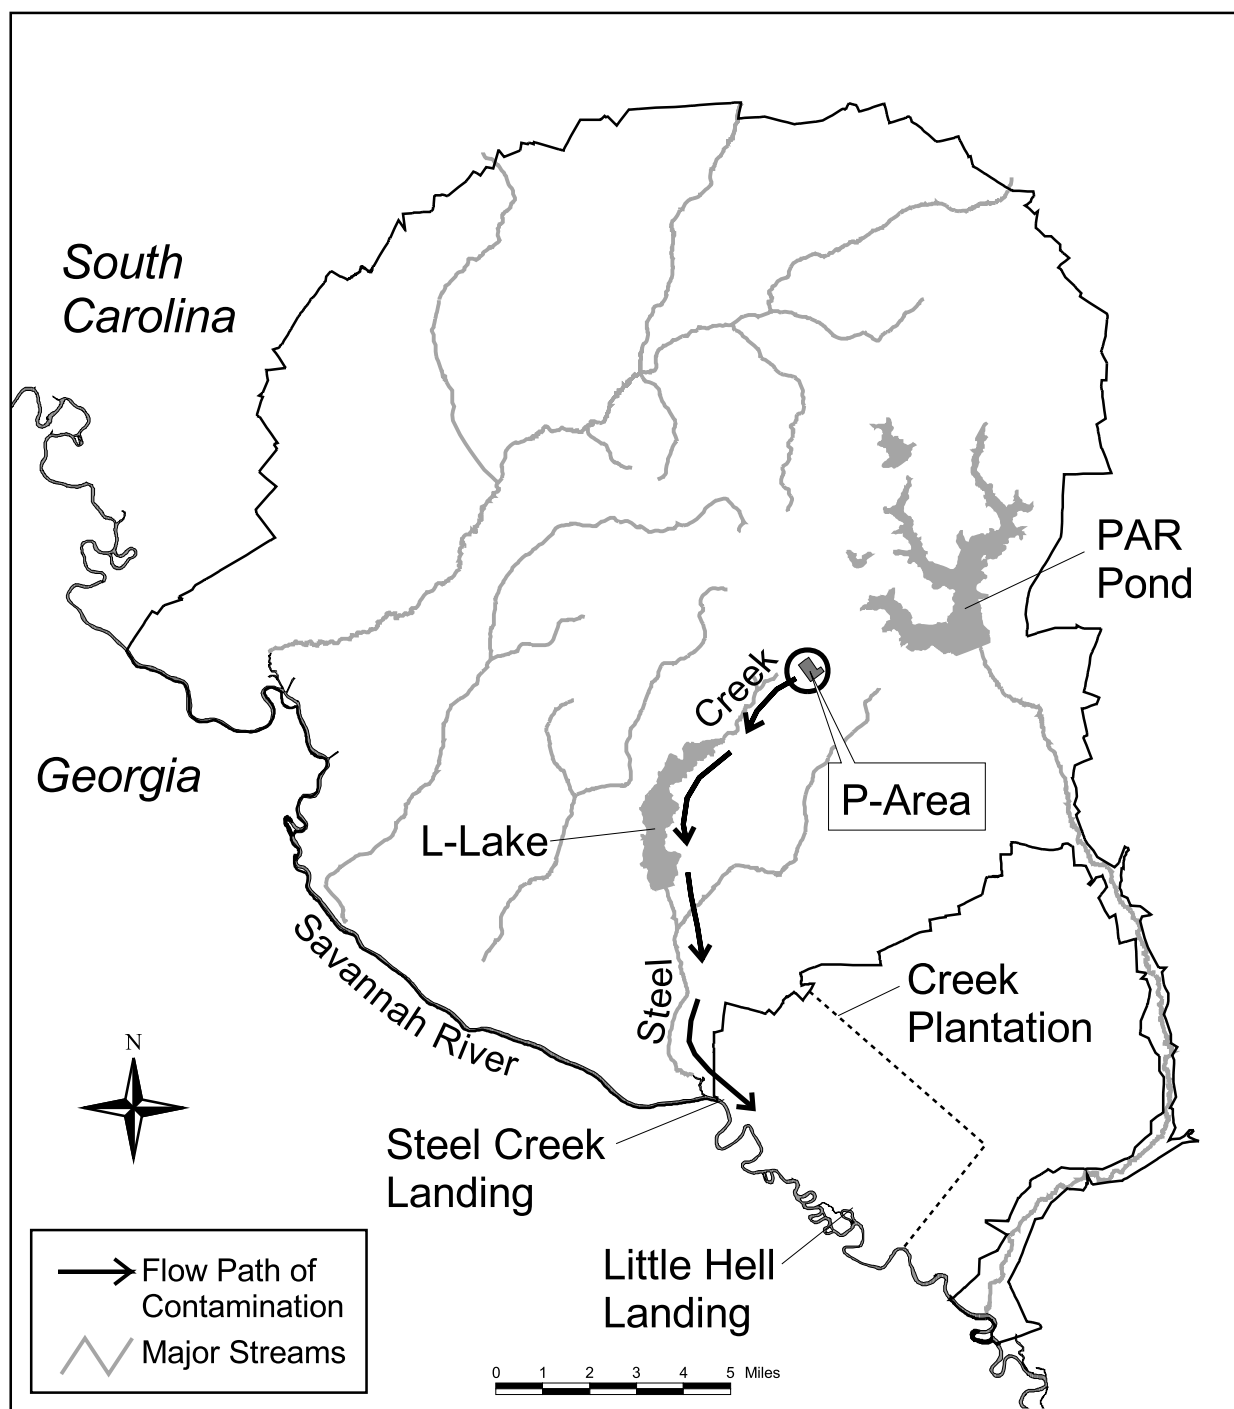 South
Carolina
PAR
Pond
Creek
Georgia
P-Area
L-Lake
Savannah River
Steel
Creek
Plantation
N
Steel Creek
Landing
Little Hell
Landing
Flow Path of
Contamination
Major Streams
0 1 2 3 4 5 Miles